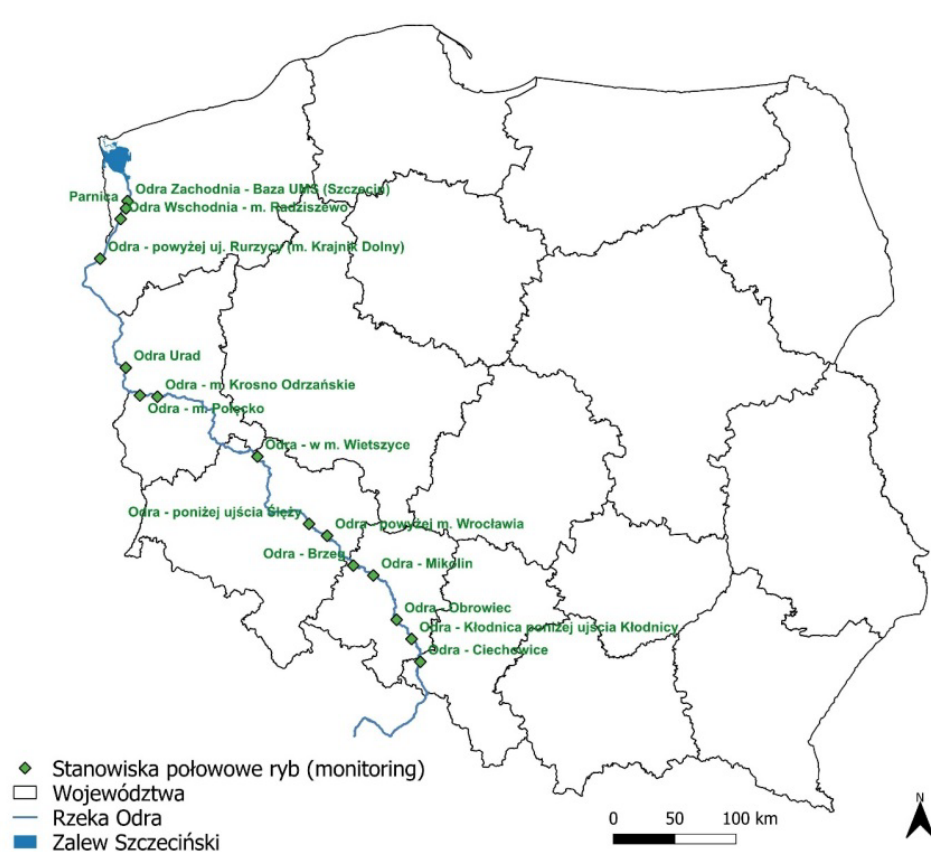 Odra Zachodnia - Baza UMS (Szczecin)
Parnica
Odra Wschodnia - m. Radziszewo
Odra - powyżej uj. Rurzycy (m. Krajnik Dolny)
Odra Urad
Odra - m. Krosno Odrzańskie
Odra - m. Połęcko
Odra - w m. Wietszyce
Odra - poniżej ujścia Ślęży
Odra - powyżej m. Wrocławia
Odra - Brzeg
Odra - Mikolin
Odra - Obrowiec
Odra - Kłodnica poniżej ujścia Kłodnicy
Odra - Ciechowice
Stanowiska połowowe ryb (monitoring)
Województwa
Rzeka Odra
Zalew Szczeciński
0 50 100 km
N